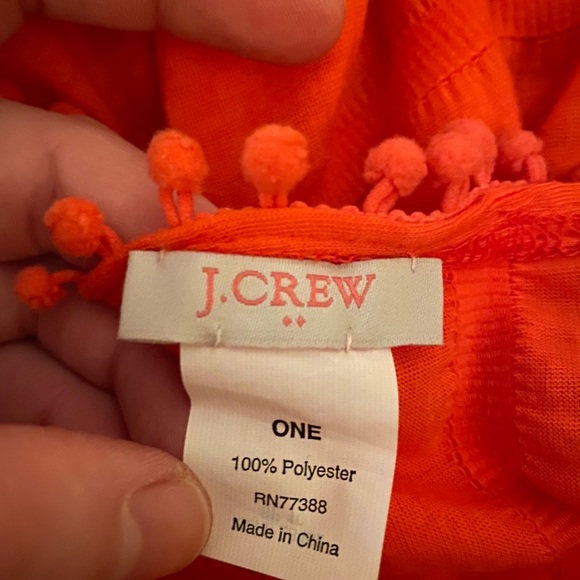 J.CREW
ONE
100% Polyester
RN77388
Made in China